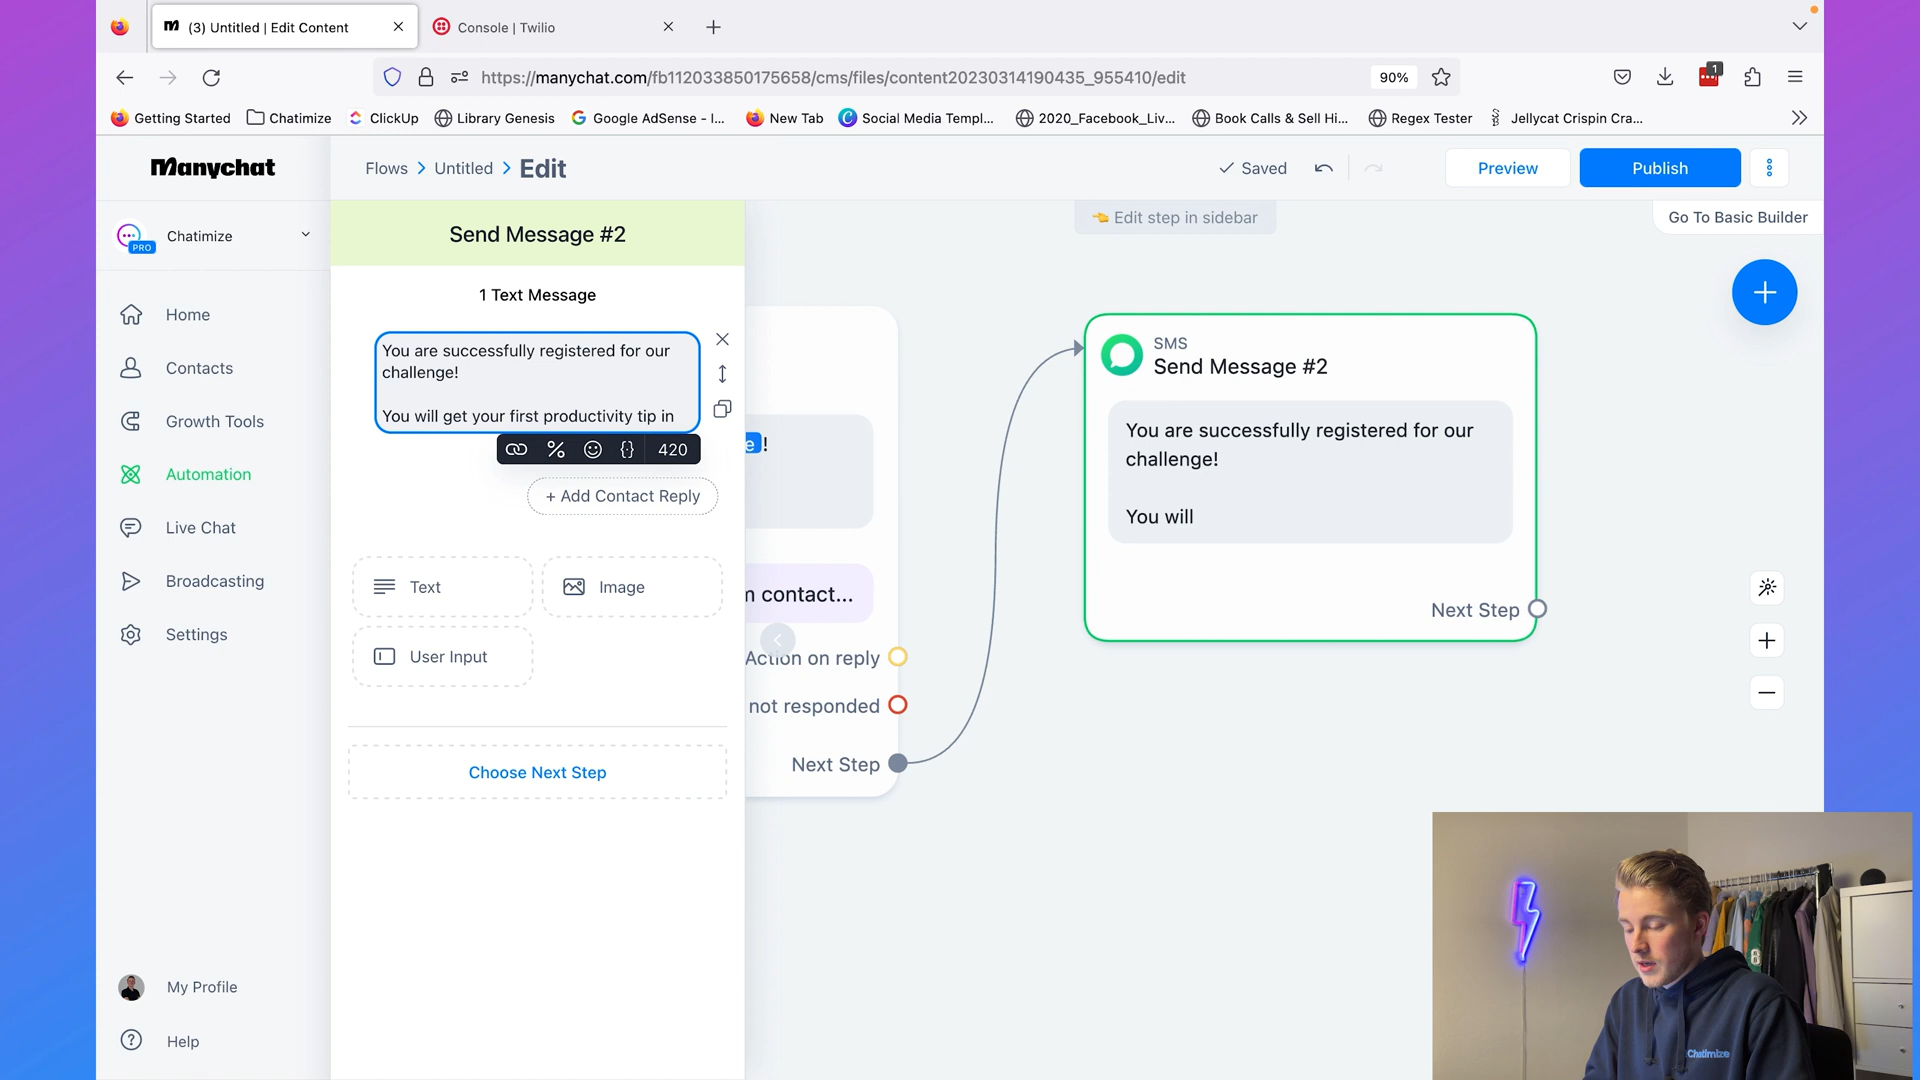 (3) Untitled | Edit Content
Console | Twilio
https://manychat.com/fb112033850175658/cms/files/content20230314190435_955410/edit
90%
1
Getting Started
Chatimize
ClickUp
Library Genesis
Google AdSense - I...
New Tab
Social Media Templ...
2020_Facebook_Liv...
Book Calls & Sell Hi...
Regex Tester
Jellycat Crispin Cra...
Manychat
Flows > Untitled > Edit
Saved
Preview
Publish
Chatimize
PRO
Home
Contacts
Growth Tools
Automation
Live Chat
Broadcasting
Settings
My Profile
Help
Send Message #2
1 Text Message
You are successfully registered for our
challenge!
You will get your first productivity tip in
420
+ Add Contact Reply
Text
Image
User Input
Choose Next Step
Edit step in sidebar
Go To Basic Builder
e !
contact...
Action on reply
not responded
Next Step
SMS
Send Message #2
You are successfully registered for our
challenge!
You will
Next Step
Chatimize